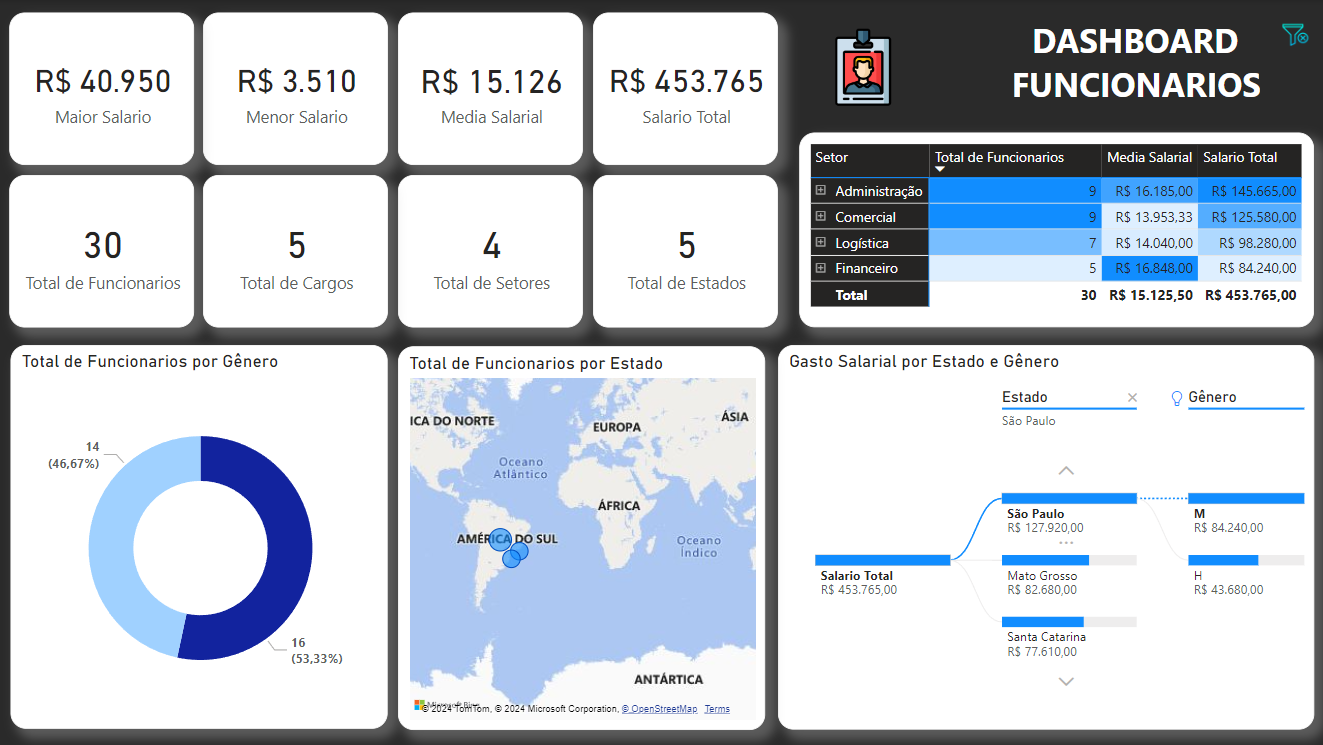 R$ 40.950
Maior Salario
R$ 3.510
Menor Salario
R$ 15.126
Media Salarial
R$ 453.765
Salario Total
DASHBOARD
FUNCIONARIOS
30
Total de Funcionarios
5
Total de Cargos
4
Total de Setores
5
Total de Estados
Setor Total de Funcionarios Media Salarial Salario Total
Administração 9 R$ 16.185,00 R$ 145.665,00
Comercial 9 R$ 13.953,33 R$ 125.580,00
Logística 7 R$ 14.040,00 R$ 98.280,00
Financeiro 5 R$ 16.848,00 R$ 84.240,00
Total 30 R$ 15.125,50 R$ 453.765,00
Total de Funcionarios por Gênero
14
(46,67%)
16
(53,33%)
Total de Funcionarios por Estado
ICA DO NORTE
EUROPA
ÁSIA
Oceano
Atlântico
ÁFRICA
AMÉRICA DO SUL
Oceano
Índico
ANTÁRTICA
Microsoft Bing
© 2024 TomTom, © 2024 Microsoft Corporation, © OpenStreetMap Terms
Gasto Salarial por Estado e Gênero
Estado
São Paulo
Gênero
Salario Total
R$ 453.765,00
São Paulo
R$ 127.920,00
Mato Grosso
R$ 82.680,00
Santa Catarina
R$ 77.610,00
M
R$ 84.240,00
H
R$ 43.680,00